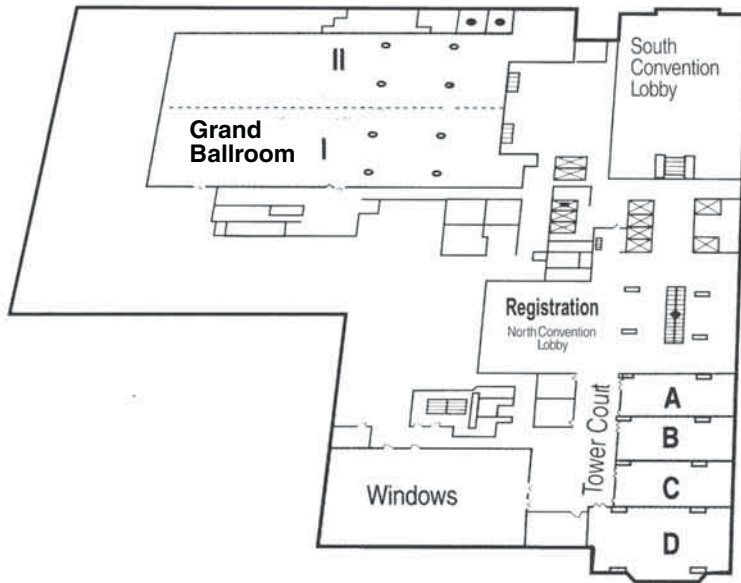 II
South
Convention
Lobby
Grand
Ballroom
I
Registration
North Convention
Lobby
Tower Court
A
B
C
D
Windows